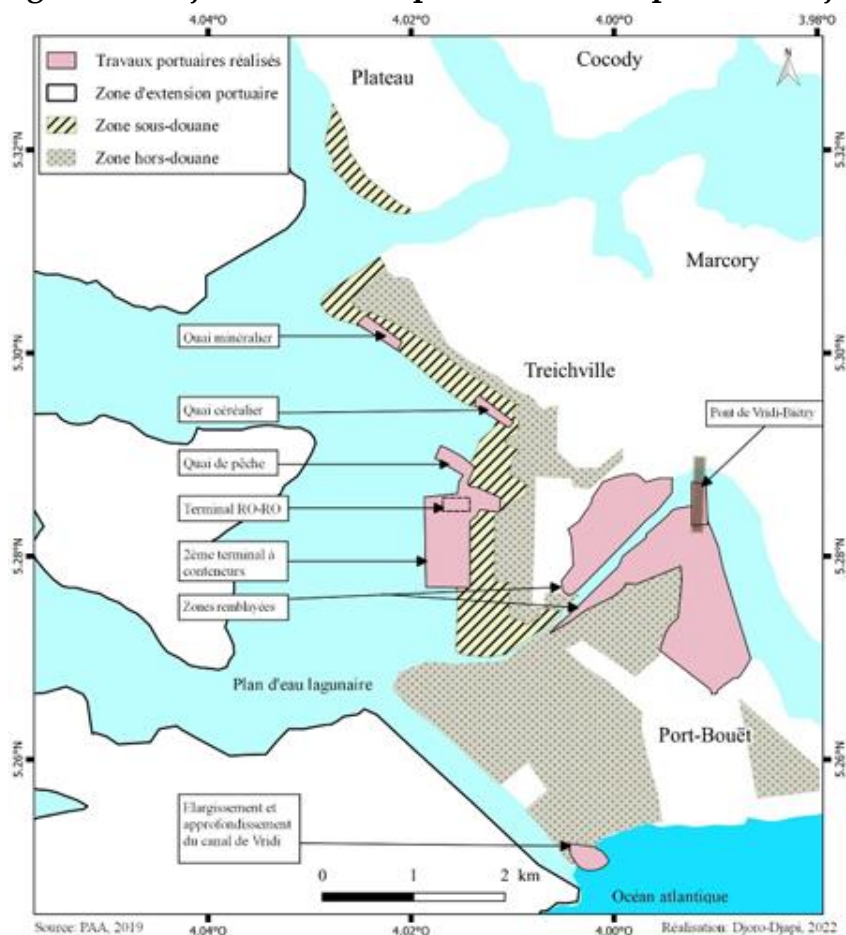 4.04°O
4.02°O
4.00°O
3.98°O
Travaux portuaires réalisés
Zone d'extension portuaire
Zone sous-douane
Zone hors-douane
Plateau
Cocody
N
5.32°N
5.32°N
Marcory
Quai minéralier
5.30°N
5.30°N
Treichville
Quai céréalier
Pont de Vridi-Bietry
Quai de pêche
Terminal RO-RO
2ème terminal à
conteneurs
5.28°N
5.28°N
Zones remblayées
Plan d'eau lagunaire
Port-Bouët
5.26°N
5.26°N
Elargissement et
approfondissement
du canal de Vridi
0 1 2 km
Océan atlantique
Source: PAA, 2019
Réalisation: Djoro-Djapi, 2022
4.04°O
4.02°O
4.00°O
3.98°O